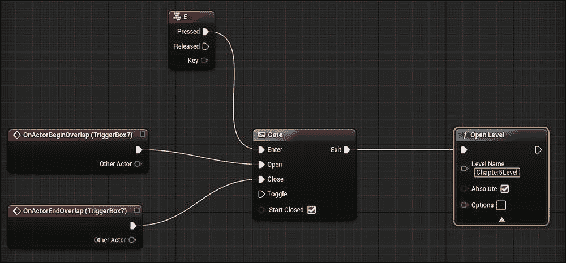 E
Pressed
Released
Key
OnActorBeginOverlap (TriggerBox7)
Other Actor
OnActorEndOverlap (TriggerBox7)
Other Actor
Gate
Enter
Exit
Open
Close
Toggle
Start Closed
Open Level
Level Name
Chapter5Level
Absolute
Options